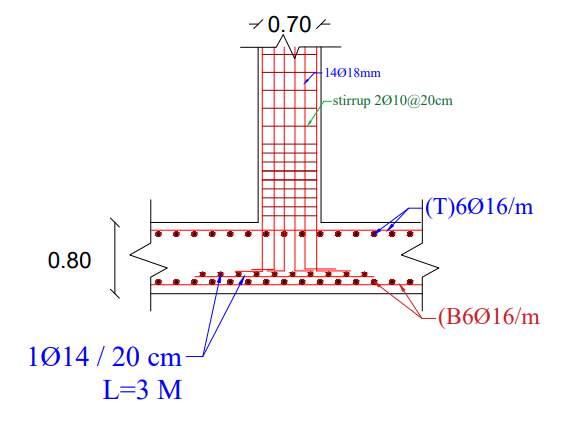 0.70
14Ø18mm
stirrup 2Ø10@20cm
(T)6Ø16/m
0.80
(B6Ø16/m
1Ø14 / 20 cm
L=3 M